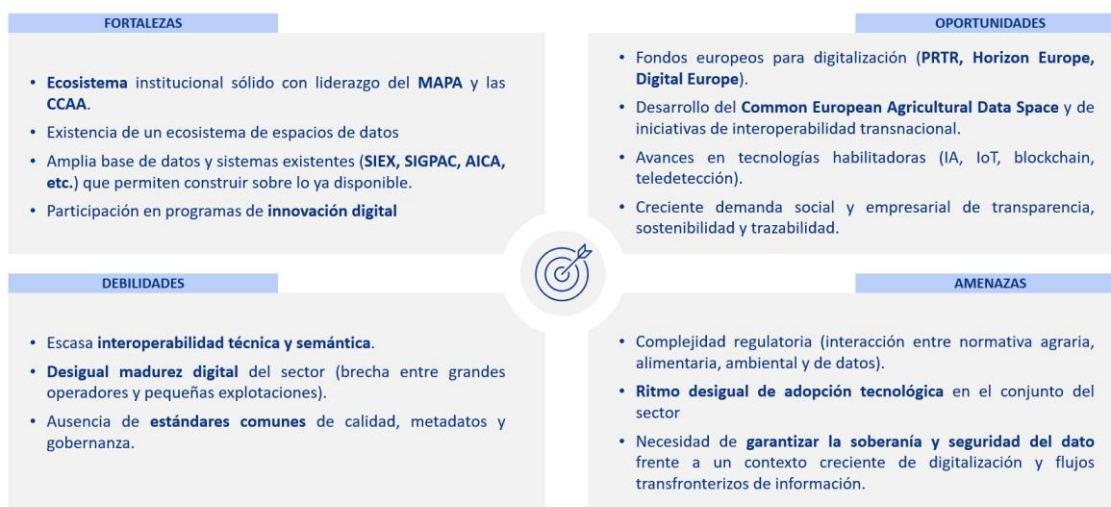 FORTALEZAS
• Ecosistema institucional sólido con liderazgo del MAPA y las
CCAA.
• Existencia de un ecosistema de espacios de datos
• Amplia base de datos y sistemas existentes (SIEX, SIGPAC, AICA,
etc.) que permiten construir sobre lo ya disponible.
• Participación en programas de innovación digital
OPORTUNIDADES
• Fondos europeos para digitalización (PRTR, Horizon Europe,
Digital Europe).
• Desarrollo del Common European Agricultural Data Space y de
iniciativas de interoperabilidad transnacional.
• Avances en tecnologías habilitadoras (IA, IoT, blockchain,
teledetección).
• Creciente demanda social y empresarial de transparencia,
sostenibilidad y trazabilidad.
DEBILIDADES
• Escasa interoperabilidad técnica y semántica.
• Desigual madurez digital del sector (brecha entre grandes
operadores y pequeñas explotaciones).
• Ausencia de estándares comunes de calidad, metadatos y
gobernanza.
AMENAZAS
• Complejidad regulatoria (interacción entre normativa agraria,
alimentaria, ambiental y de datos).
• Ritmo desigual de adopción tecnológica en el conjunto del
sector
• Necesidad de garantizar la soberanía y seguridad del dato
frente a un contexto creciente de digitalización y flujos
transfronterizos de información.